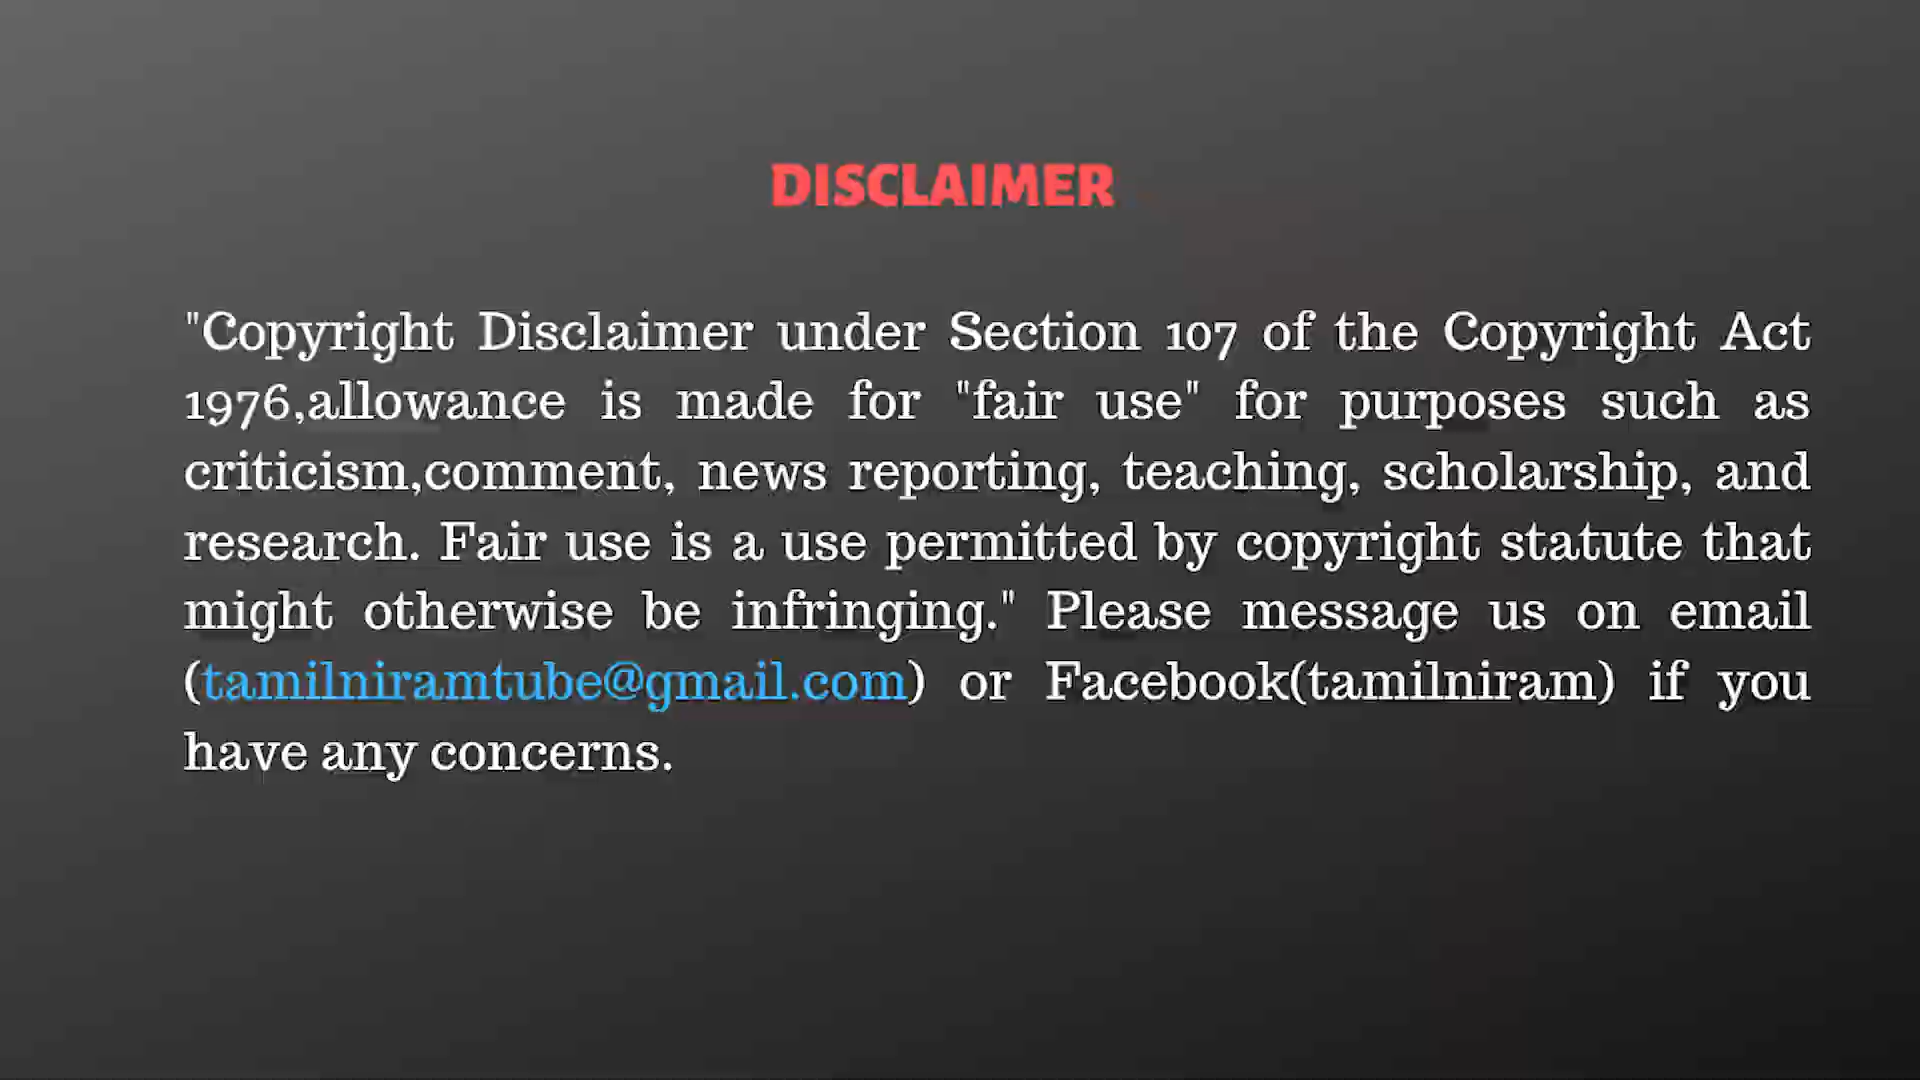 DISCLAIMER
"Copyright Disclaimer under Section 107 of the Copyright Act
1976,allowance is made for "fair use" for purposes such as
criticism,comment, news reporting, teaching, scholarship, and
research. Fair use is a use permitted by copyright statute that
might otherwise be infringing." Please message us on email
(tamilniramtube@gmail.com) or Facebook(tamilniram) if you
have any concerns.